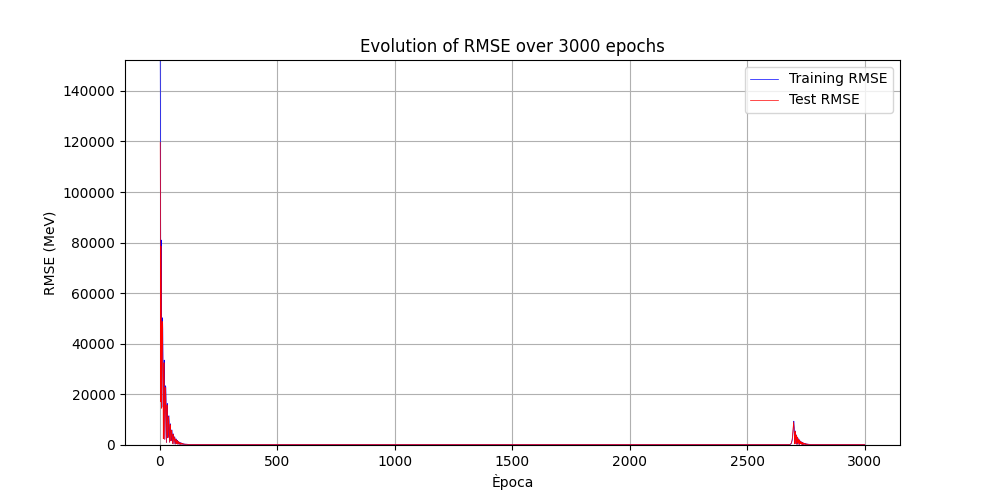 Evolution of RMSE over 3000 epochs
Training RMSE
Test RMSE
RMSE (MeV)
140000
120000
100000
80000
60000
40000
20000
0
0 500 1000 1500 2000 2500 3000
Època